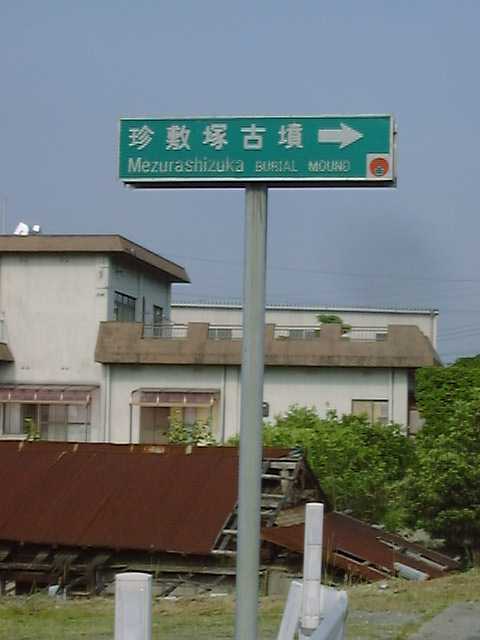 珍敷塚古墳
Mezurashizuka BURIAL MOUND